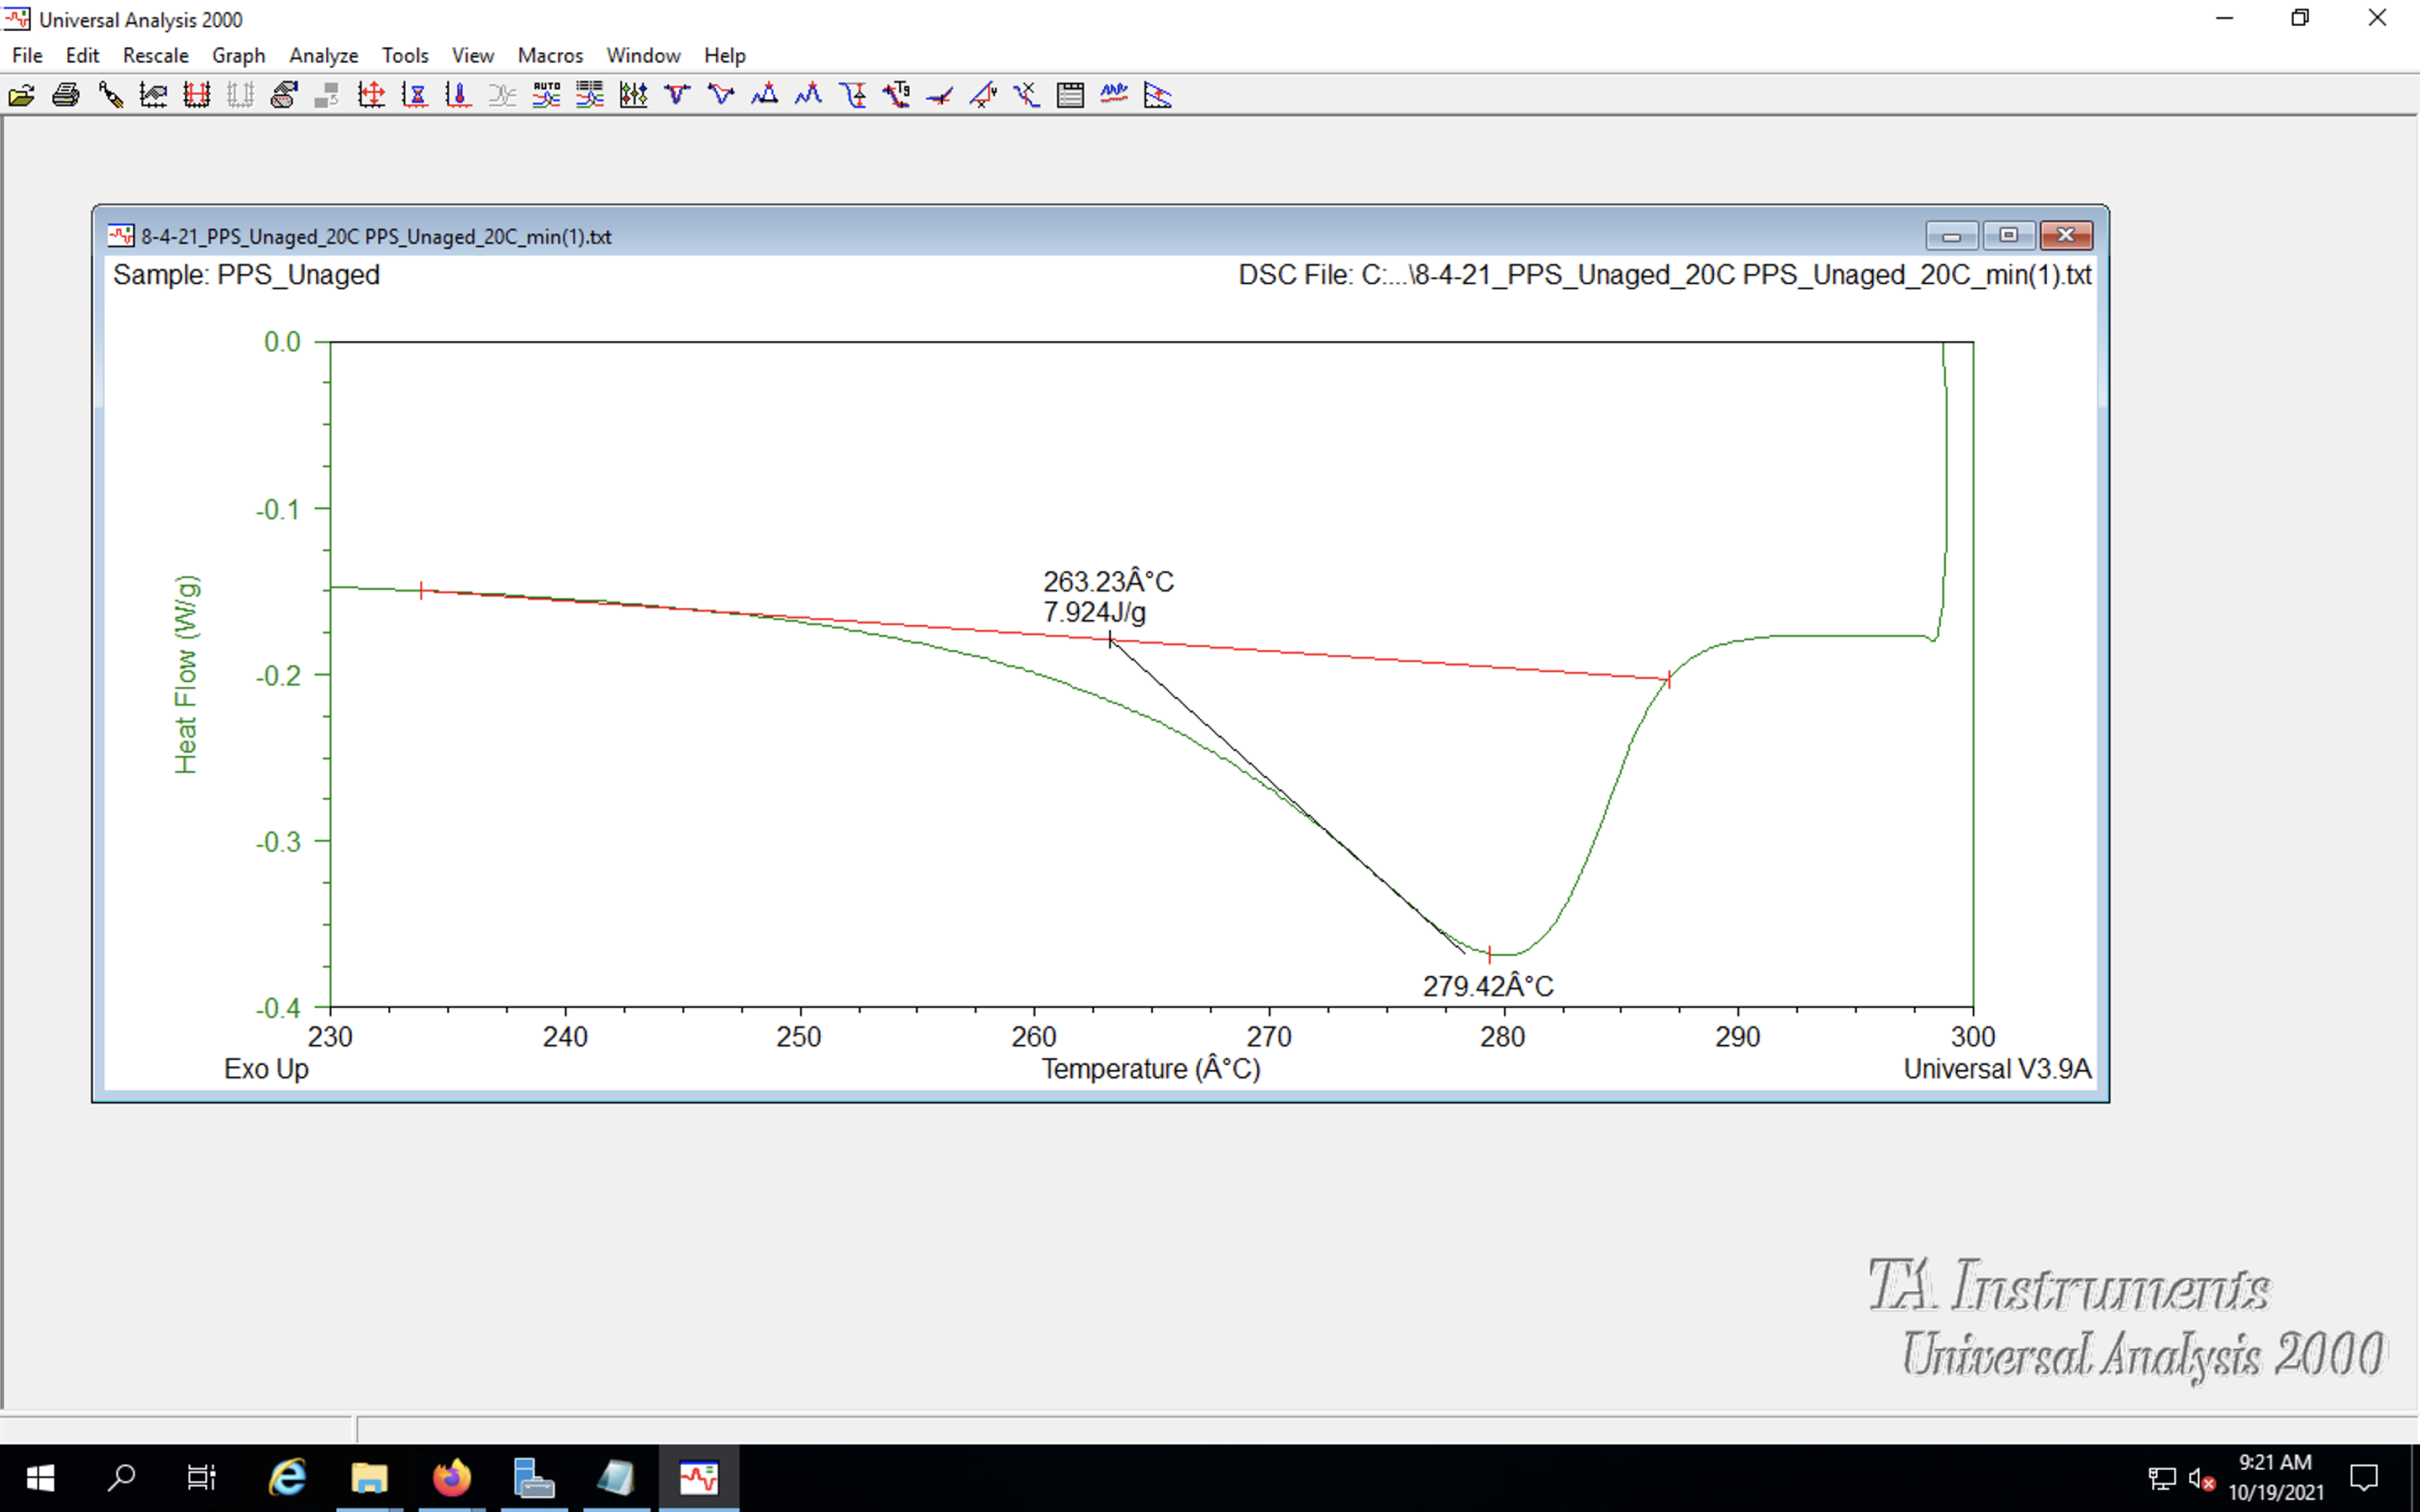 Universal Analysis 2000
File Edit Rescale Graph Analyze Tools View Macros Window Help
AUTO
Tg
8-4-21_PPS_Unaged_20C PPS_Unaged_20C_min(1).txt
Sample: PPS_Unaged
DSC File: C:...\8-4-21_PPS_Unaged_20C PPS_Unaged_20C_min(1).txt
0.0
-0.1
-0.2
-0.3
-0.4
Heat Flow (W/g)
263.23Â°C
7.924J/g
279.42Â°C
230 240 250 260 270 280 290 300
Exo Up
Temperature (Â°C)
Universal V3.9A
TA Instruments
Universal Analysis 2000
9:21 AM
10/19/2021